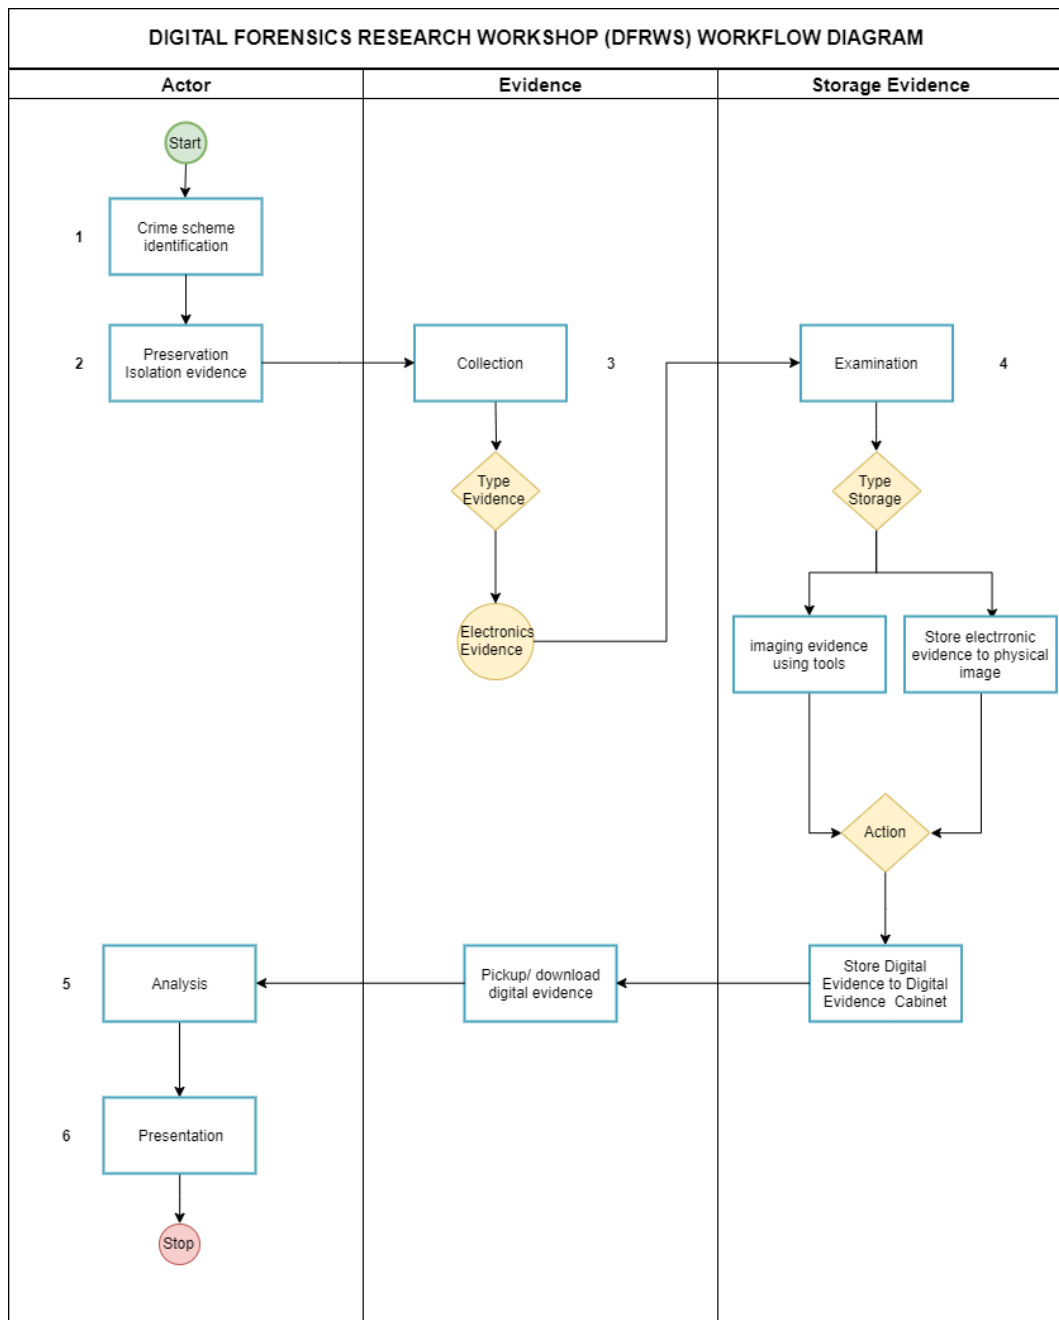 DIGITAL FORENSICS RESEARCH WORKSHOP (DFRWS) WORKFLOW DIAGRAM
Actor
Evidence
Storage Evidence
Start
1
Crime scheme
identification
2
Preservation
Isolation evidence
Collection
3
Examination
4
Type
Evidence
Type
Storage
Electronics
Evidence
imaging evidence
using tools
Store electrronic
evidence to physical
image
Action
5
Analysis
Pickup/ download
digital evidence
Store Digital
Evidence to Digital
Evidence Cabinet
6
Presentation
Stop